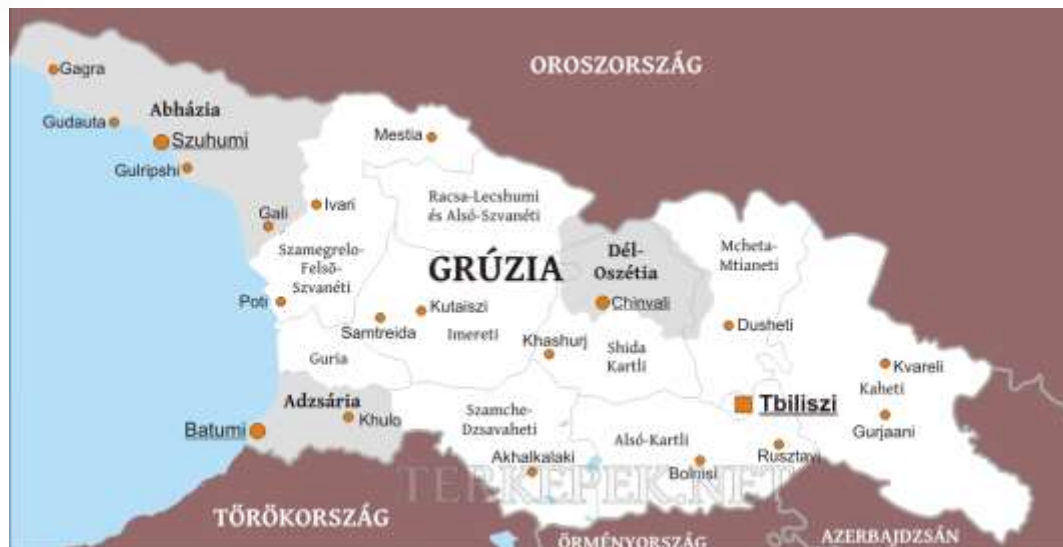 OROSZORSZÁG
Gagra
Abházia
Gudauta
Szuhumi
Mestia
Gulripshi
Racsa-Lecshumi
és Alsó-Szvanéti
Ivari
Gali
Szamegrelo-
Felső-
Szvanéti
GRÚZIA
Dél-
Oszétia
Mcheta-
Mtianeti
Poti
Chinvali
Kutaiszi
Samtreida
Imereti
Dusheti
Khashurj
Guria
Shida
Kartli
Kvareli
Kaheti
Adzsária
Tbiliszi
Khulo
Szamche-
Dzsavaheti
Batumi
Alsó-Kartli
Gurjaani
Rusztavi
Akhalkalaki
Bolnisi
TERKEPEK.NET
TÖRÖKORSZÁG
ÖRMÉNYORSZÁG
AZERBAJDZSÁN